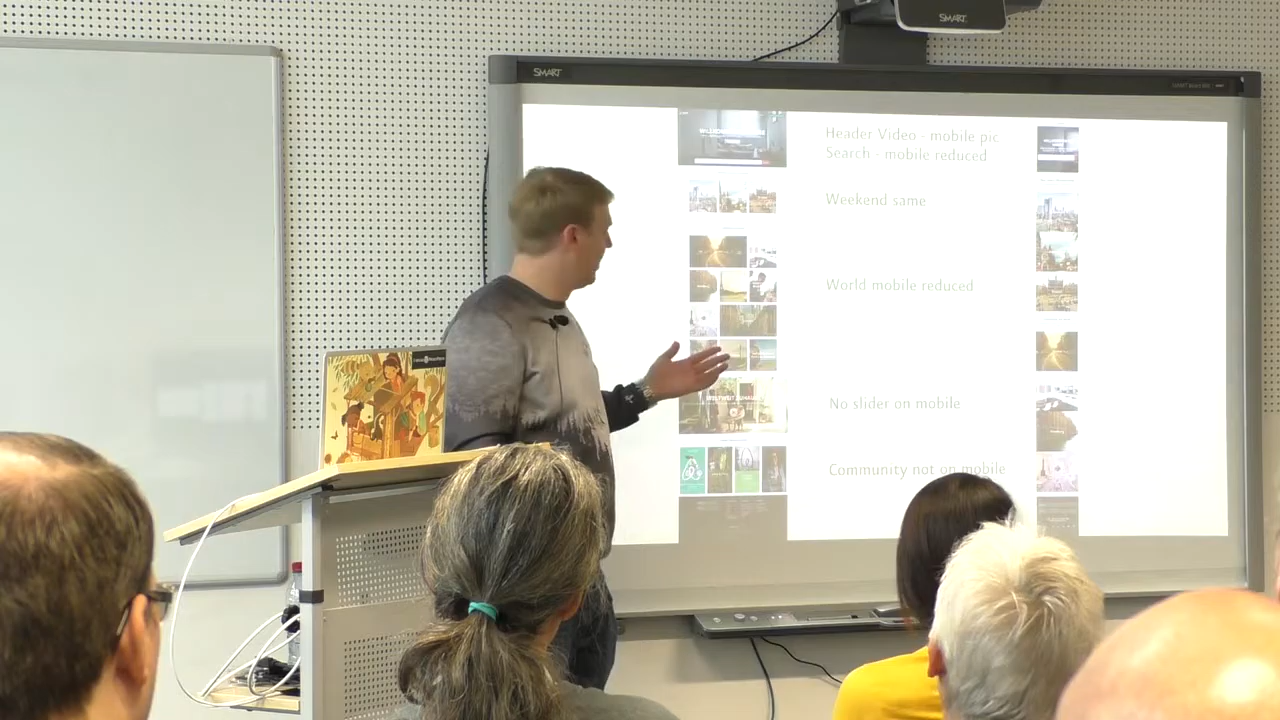 SMART
SMART
Header Video - mobile pic
Search - mobile reduced
Weekend same
World mobile reduced
No slider on mobile
Community not on mobile